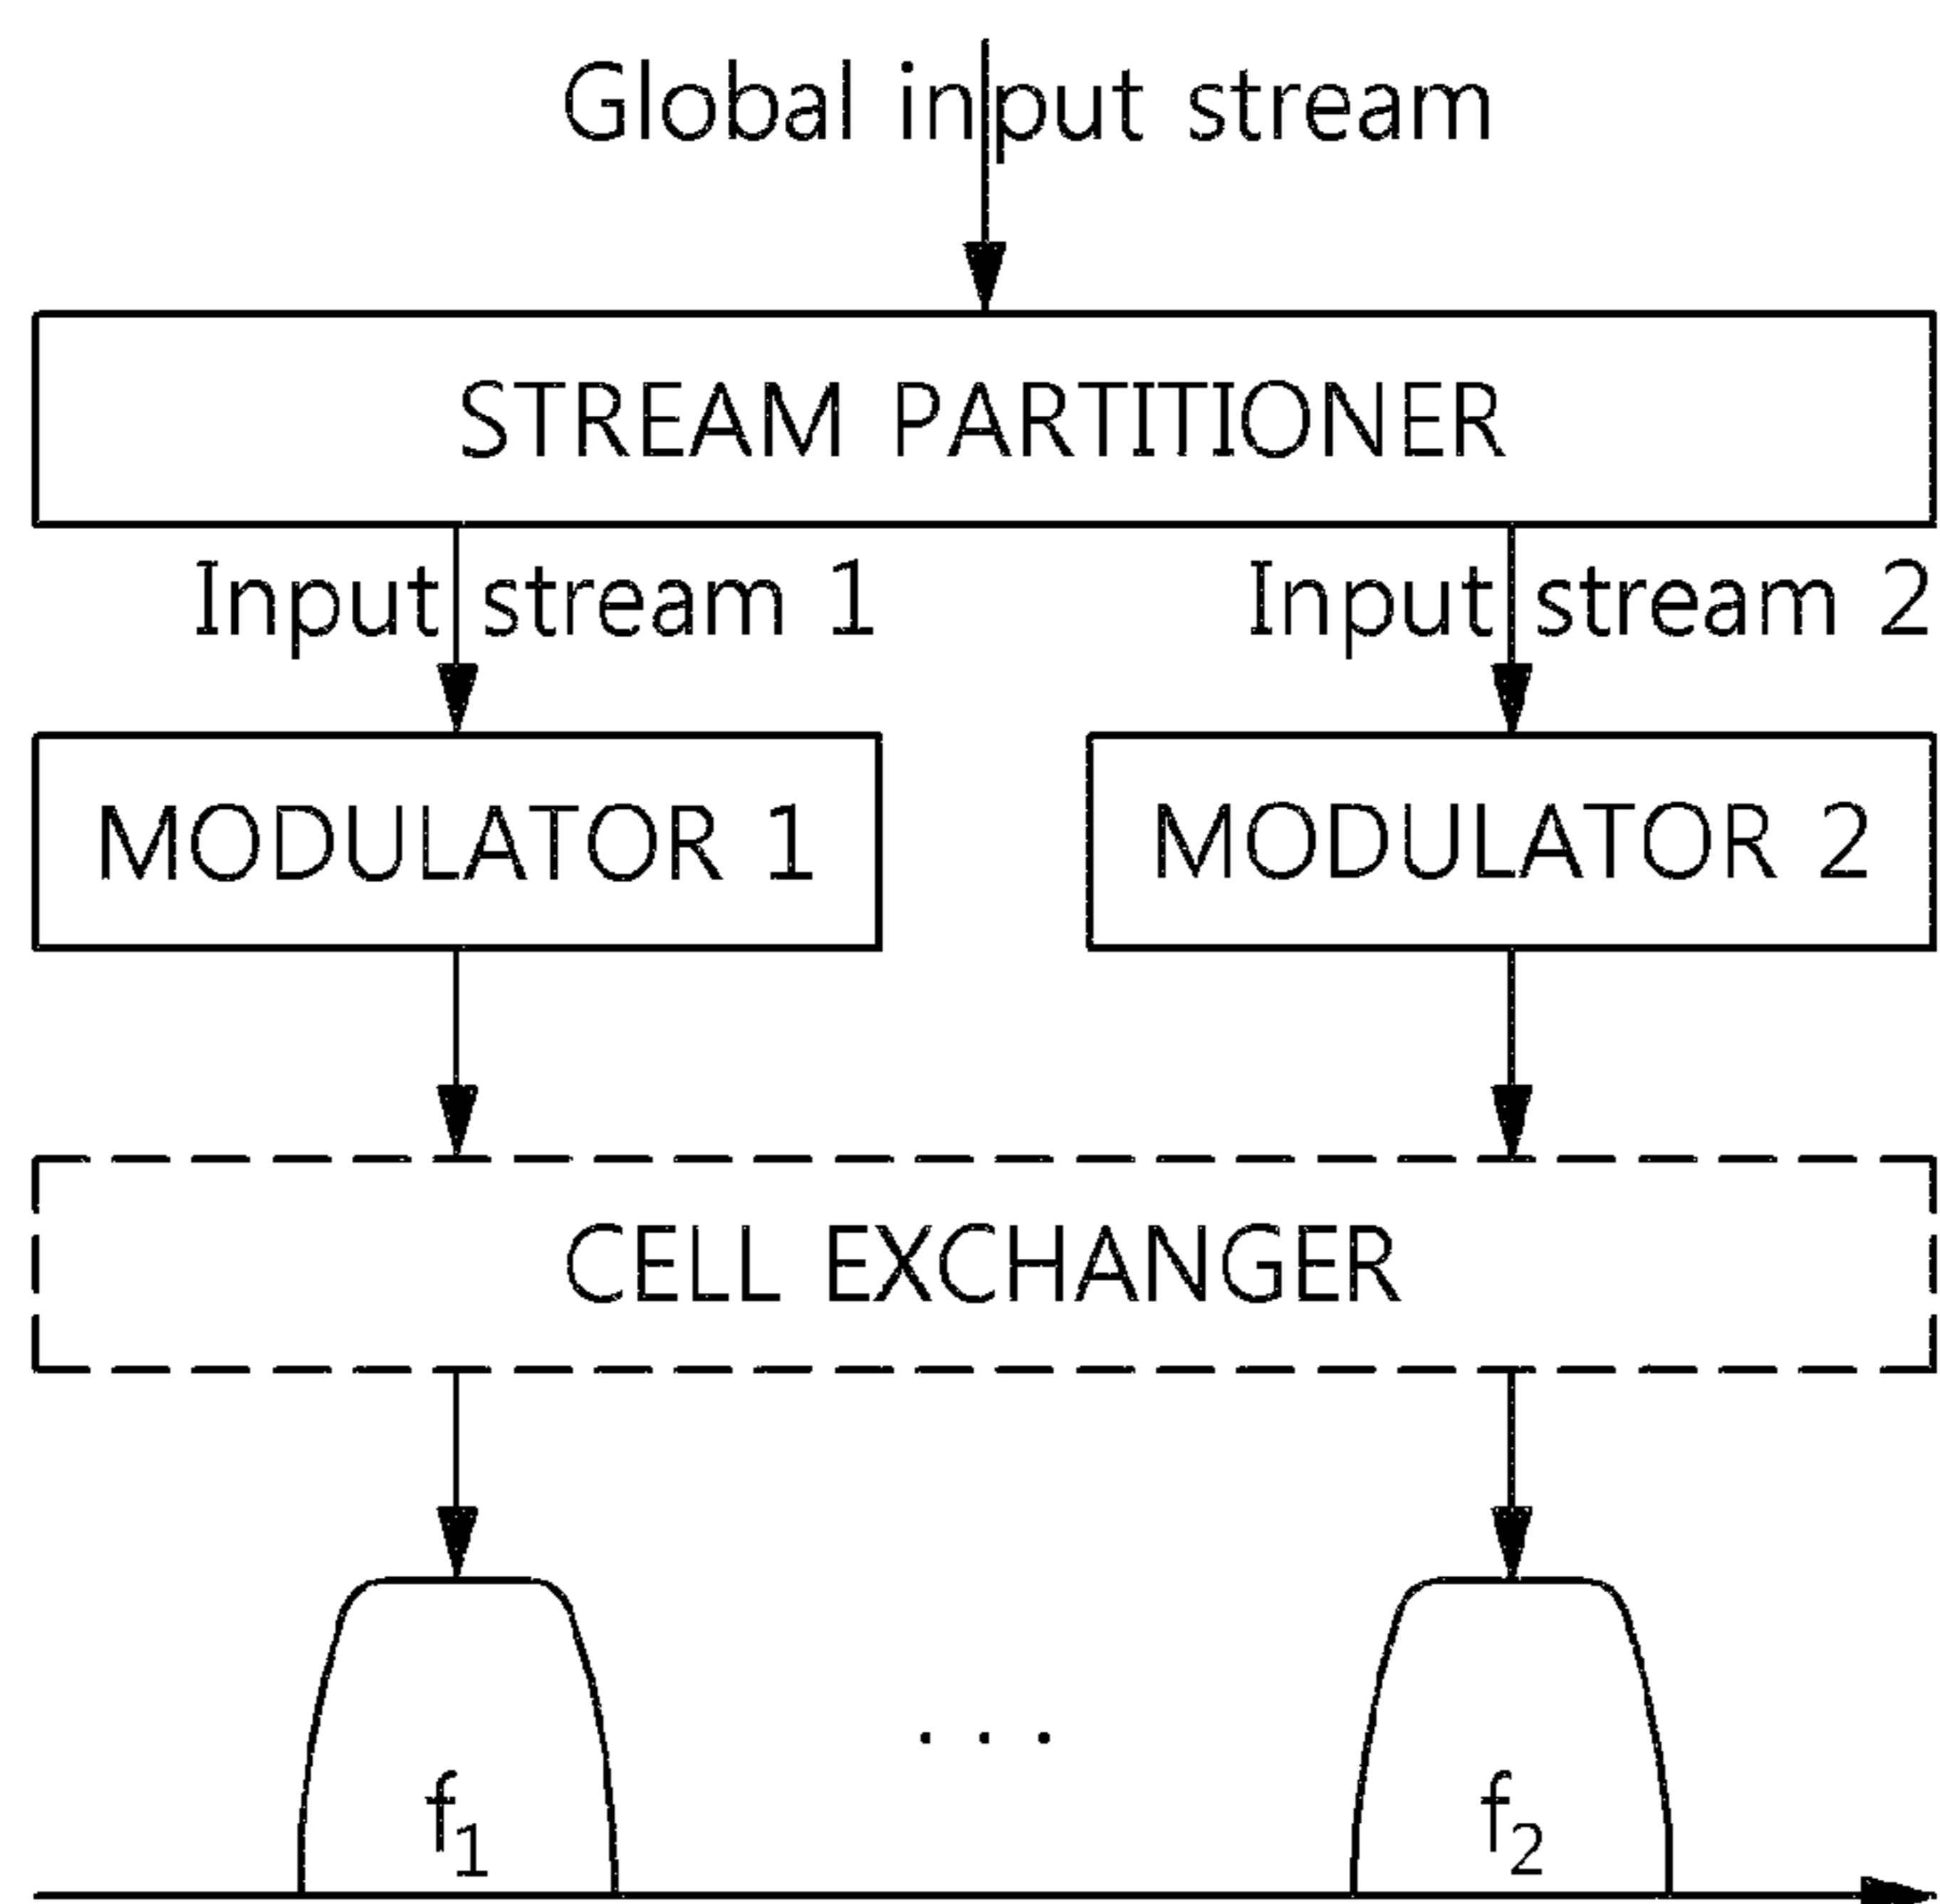 Global input stream
STREAM PARTITIONER
Input stream 1 Input stream 2
MODULATOR 1 MODULATOR 2
CELL EXCHANGER
. . .
f1 f2